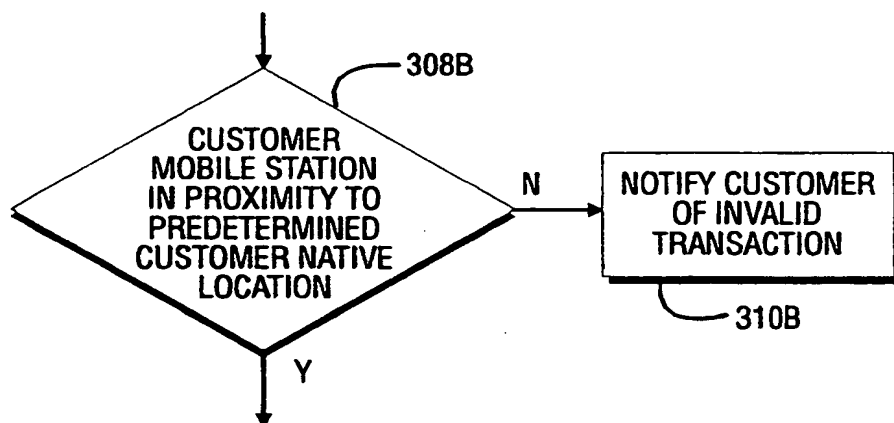 308B
CUSTOMER
MOBILE STATION
IN PROXIMITY TO
PREDETERMINED
CUSTOMER NATIVE
LOCATION
N
NOTIFY CUSTOMER
OF INVALID
TRANSACTION
310B
Y